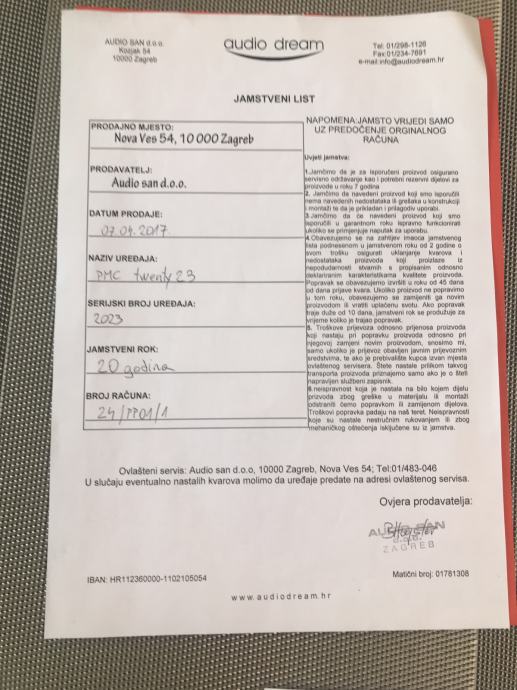 AUDIO SAN d.o.o.
Kozjak 54
10000 Zagreb
audio dream
Tel: 01/298-1128
Fax:01/234-7691
e-mail: info@audiodream.hr
JAMSTVENI LIST
PRODAJNO MJESTO:
Nova Ves 54, 10 000 Zagreb
PRODAVATELJ:
Audio san d.o.o.
DATUM PRODAJE:
07.04.2017.
NAZIV UREĐAJA:
PMC twenty 23
SERIJSKI BROJ UREĐAJA:
2023
JAMSTVENI ROK:
20 godina
BROJ RAČUNA:
24/PP01/1
NAPOMENA:JAMSTO VRIJEDI SAMO
UZ PREDOČENJE ORGINALNOG
RAČUNA
Uvjeti jamstva:
1.Jamčimo da je za isporučeni proizvod osigurano
servisno održavanje kao i potrebni rezervni djelovi za
proizvode u roku 7 godina
2. Jamčimo da navedeni proizvod koji smo isporučili
nema navedenih nedostataka ili grešaka u konstrukciji
i montaži te da je prikladan i prilagodiv uporabi.
3.Jamčimo da će navedeni proizvod koji smo
isporučili u garantnom roku ispravno funkcionirati
ukoliko se primjenjuje naputak za uporabu.
4.Obavezujemo se na zahtjev imaoca jamstvenog
lista podnesenom u jamstvenom roku od 2 godine o
svom trošku osigurati uklanjanje kvarova i
nedostataka proizvoda koji proizlaze iz
nepodudarnosti stvarnih s propisanim odnosno
deklariranim karakteristikama kvalitete proizvoda.
Popravak se obavezujemo izvršiti u roku od 45 dana
od dana prijave kvara. Ukoliko proizvod na popravimo
u tom roku, obavezujemo se zamijeniti ga novim
proizvodom ili vratiti uplaćenu svotu. Ako popravak
traje duže od 10 dana, jamstveni rok se produžuje za
vrijeme koliko je trajao popravak.
5. Troškove prijevoza odnosno prijenosa proizvoda
koji nastaju pri popravku proizvoda odnosno pri
njegovoj zamjeni novim proizvodom, snosimo mi,
samo ukoliko je prijevoz obavljen javnim prijevoznim
sredstvima, te ako je prebivalište kupca izvan mjesta
ovlaštenog servisera. Štete nastale prilikom takvog
transporta proizvoda priznajemo samo ako je o šteti
napravljen službeni zapisnik.
6.neispravnost koja je nastala na bilo kojem djelu
proizvoda zbog greške u materijalu ili montaži
odstraniti ćemo popravkom ili zamijenom djelova.
Troškovi popravka padaju na naš teret. Neispravnosti
koje su nastale nestručnim rukovanjem ili zbog
mehaničkog oštećenja isključene su iz jamstva.
Ovlašteni servis: Audio san d.o.o, 10000 Zagreb, Nova Ves 54; Tel:01/483-046
U slučaju eventualno nastalih kvarova molimo da uređaje predate na adresi ovlaštenog servisa.
Ovjera prodavatelja:
d.o.o.
ZAGREB
IBAN: HR112360000-1102105054
Matični broj: 01781308
www.audiodream.hr